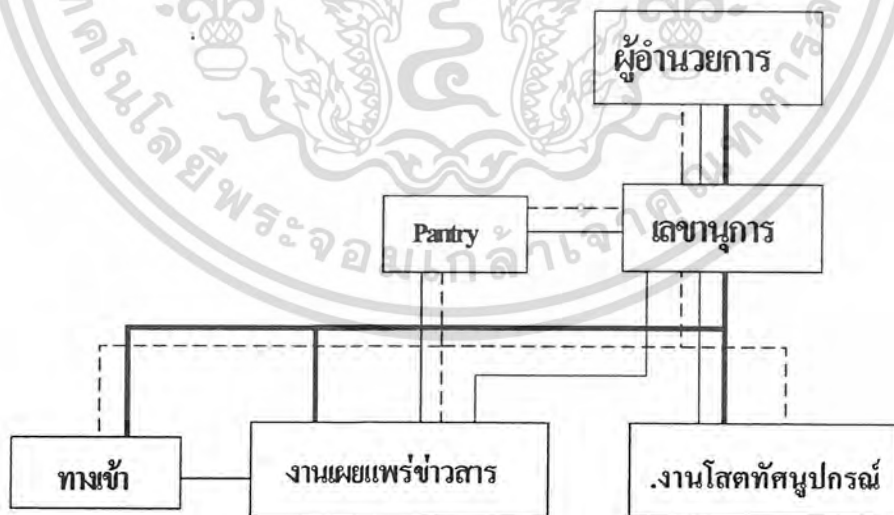 ผู้อำนวยการ
Pantry
เลขานุการ
ทางเข้า
งานเผยแพร่ข่าวสาร
.งานโสตทัศนูปกรณ์